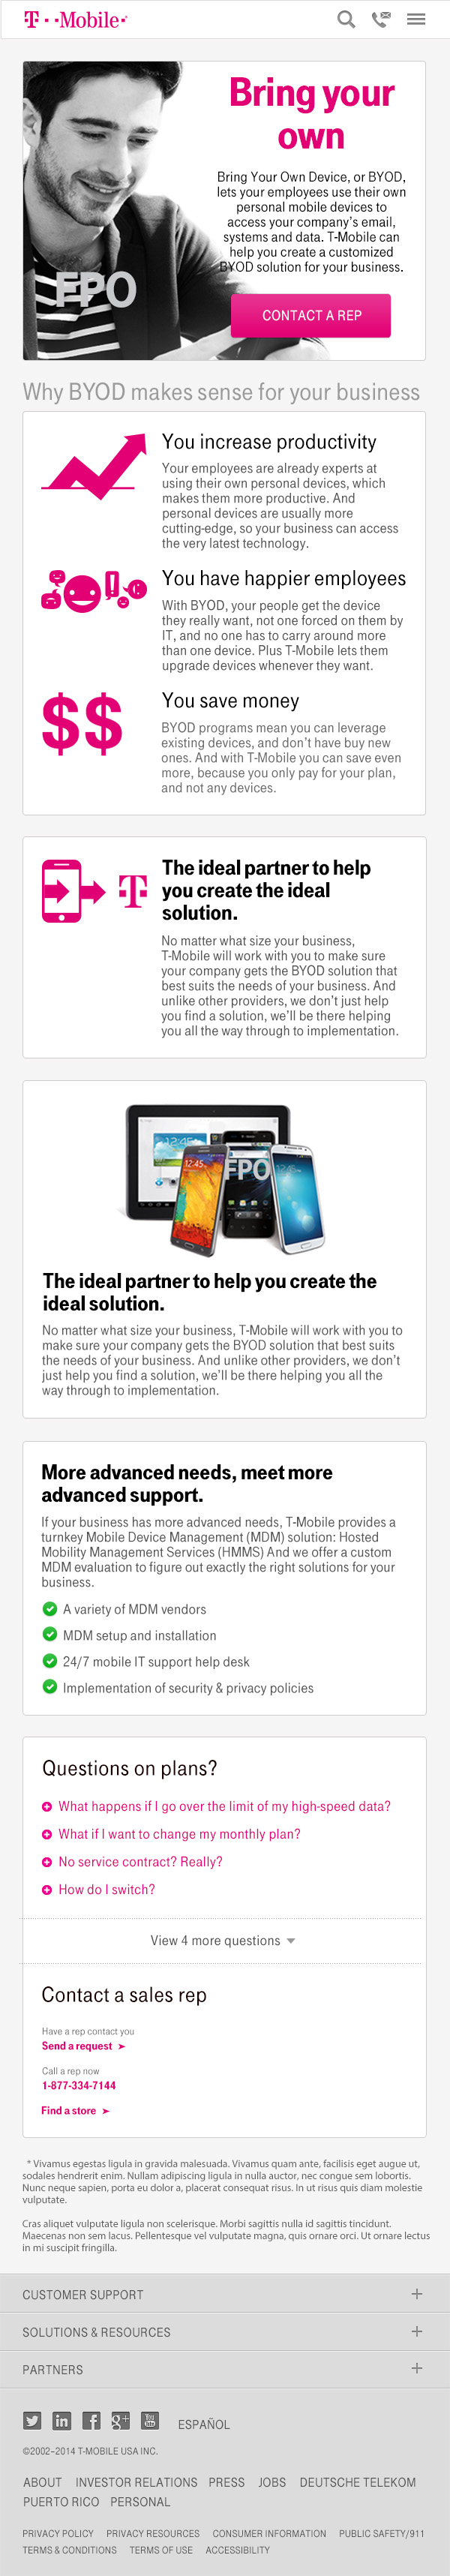 T··Mobile·
Bring your
own
Bring Your Own Device, or BYOD,
lets your employees use their own
personal mobile devices to
access your company's email,
systems and data. T-Mobile can
help you create a customized
BYOD solution for your business.
FPO
CONTACT A REP
Why BYOD makes sense for your business
You increase productivity
Your employees are already experts at
using their own personal devices, which
makes them more productive. And
personal devices are usually more
cutting-edge, so your business can access
the very latest technology.
You have happier employees
With BYOD, your people get the device
they really want, not one forced on them by
IT, and no one has to carry around more
than one device. Plus T-Mobile lets them
upgrade devices whenever they want.
$$
You save money
BYOD programs mean you can leverage
existing devices, and don't have buy new
ones. And with T-Mobile you can save even
more, because you only pay for your plan,
and not any devices.
T
The ideal partner to help
you create the ideal
solution.
No matter what size your business,
T-Mobile will work with you to make sure
your company gets the BYOD solution that
best suits the needs of your business. And
unlike other providers, we don't just help
you find a solution, we'll be there helping
you all the way through to implementation.
12:45
12:45
FPO
The ideal partner to help you create the
ideal solution.
No matter what size your business, T-Mobile will work with you to
make sure your company gets the BYOD solution that best suits
the needs of your business. And unlike other providers, we don't
just help you find a solution, we'll be there helping you all the
way through to implementation.
More advanced needs, meet more
advanced support.
If your business has more advanced needs, T-Mobile provides a
turnkey Mobile Device Management (MDM) solution: Hosted
Mobility Management Services (HMMS) And we offer a custom
MDM evaluation to figure out exactly the right solutions for your
business.
A variety of MDM vendors
MDM setup and installation
24/7 mobile IT support help desk
Implementation of security & privacy policies
Questions on plans?
What happens if I go over the limit of my high-speed data?
What if I want to change my monthly plan?
No service contract? Really?
How do I switch?
View 4 more questions
Contact a sales rep
Have a rep contact you
Send a request
Call a rep now
1-877-334-7144
Find a store
* Vivamus egestas ligula in gravida malesuada. Vivamus quam ante, facilisis eget augue ut,
sodales hendrerit enim. Nullam adipiscing ligula in nulla auctor, nec congue sem lobortis.
Nunc neque sapien, porta eu dolor a, placerat consequat risus. In ut risus quis diam molestie
vulputate.
Cras aliquet vulputate ligula non scelerisque. Morbi sagittis nulla id sagittis tincidunt.
Maecenas non sem lacus. Pellentesque vel vulputate magna, quis ornare orci. Ut ornare lectus
in mi suscipit fringilla.
CUSTOMER SUPPORT
SOLUTIONS & RESOURCES
PARTNERS
in f g+ You Tube ESPAÑOL
©2002–2014 T-MOBILE USA INC.
ABOUT INVESTOR RELATIONS PRESS JOBS DEUTSCHE TELEKOM
PUERTO RICO PERSONAL
PRIVACY POLICY PRIVACY RESOURCES CONSUMER INFORMATION PUBLIC SAFETY/911
TERMS & CONDITIONS TERMS OF USE ACCESSIBILITY